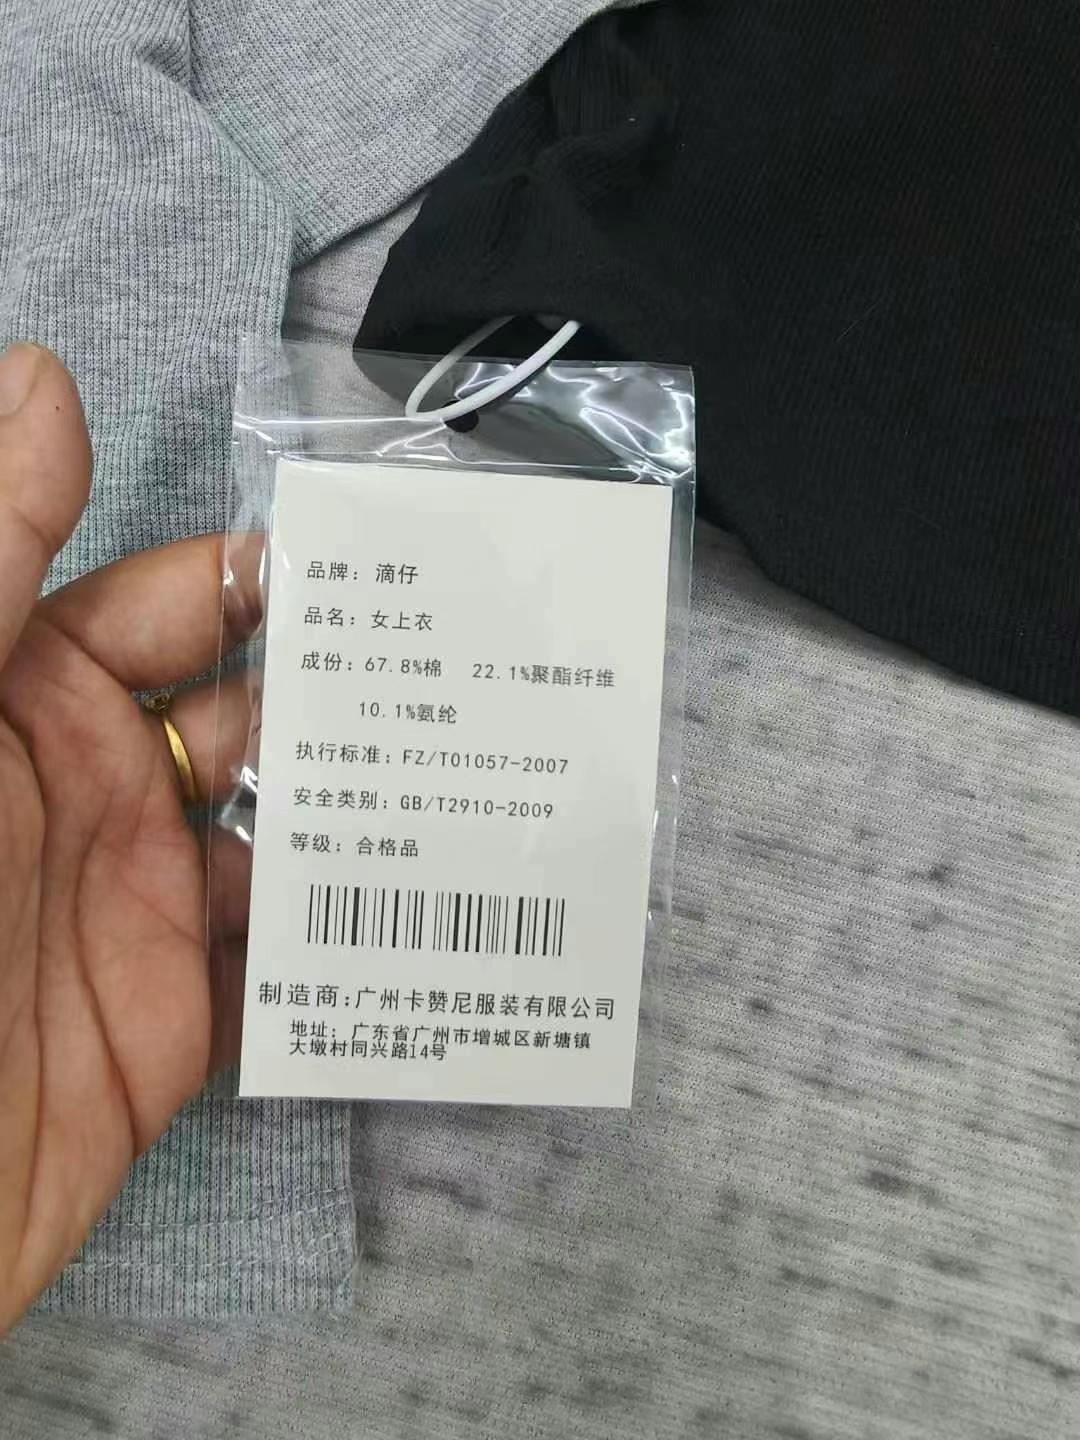 品牌：滴仔
品名：女上衣
成份：67.8%棉 22.1%聚酯纤维
10.1%氨纶
执行标准：FZ/T01057-2007
安全类别：GB/T2910-2009
等级：合格品
制造商：广州卡赞尼服装有限公司
地址：广东省广州市增城区新塘镇
大墩村同兴路14号